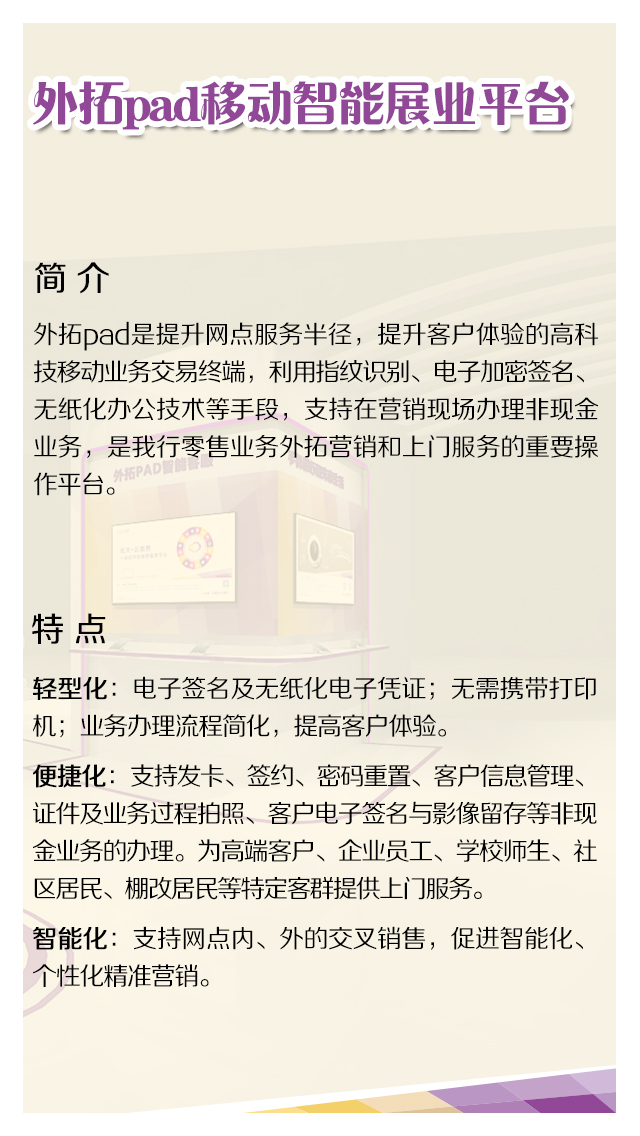 外拓pad移动智能展业平台
简 介
外拓pad是提升网点服务半径，提升客户体验的高科
技移动业务交易终端，利用指纹识别、电子加密签名、
无纸化办公技术等手段，支持在营销现场办理非现金
业务，是我行零售业务外拓营销和上门服务的重要操
作平台。
外拓PAD智能客服
特 点
轻型化：电子签名及无纸化电子凭证；无需携带打印
机；业务办理流程简化，提高客户体验。
便捷化：支持发卡、签约、密码重置、客户信息管理、
证件及业务过程拍照、客户电子签名与影像留存等非现
金业务的办理。为高端客户、企业员工、学校师生、社
区居民、棚改居民等特定客群提供上门服务。
智能化：支持网点内、外的交叉销售，促进智能化、
个性化精准营销。